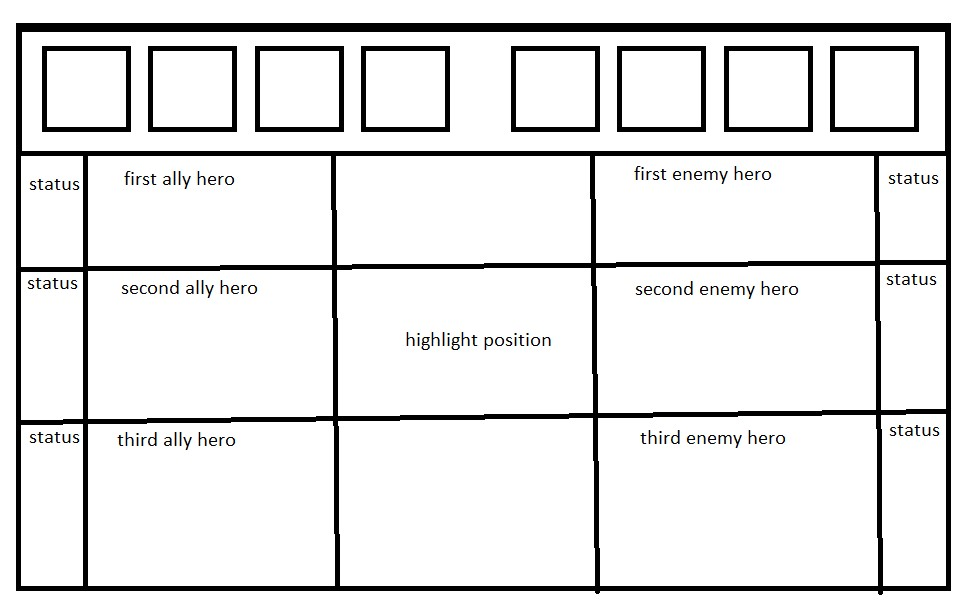 status
first ally hero
first enemy hero
status
status
second ally hero
second enemy hero
status
highlight position
status
third ally hero
third enemy hero
status